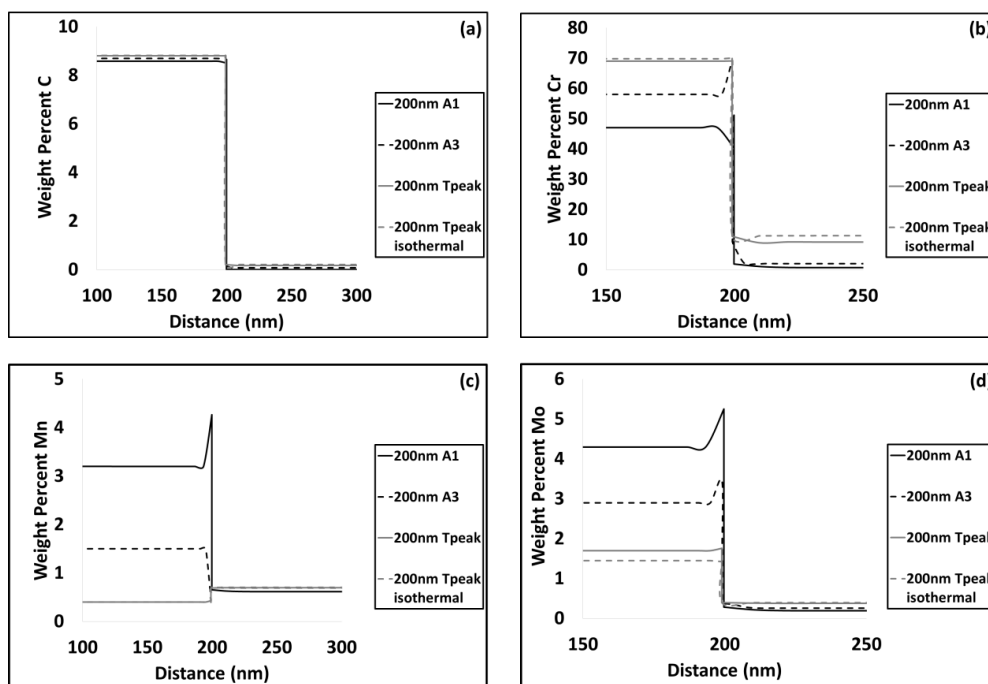 (a)
Weight Percent C
10
8
6
4
2
0
100 150 200 250 300
Distance (nm)
200nm A1
200nm A3
200nm Tpeak
200nm Tpeak
isothermal
(b)
Weight Percent Cr
80
70
60
50
40
30
20
10
0
150 200 250
Distance (nm)
200nm A1
200nm A3
200nm Tpeak
200nm Tpeak
isothermal
(c)
Weight Percent Mn
5
4
3
2
1
0
100 150 200 250 300
Distance (nm)
200nm A1
200nm A3
200nm Tpeak
200nm Tpeak
isothermal
(d)
Weight Percent Mo
6
5
4
3
2
1
0
150 200 250
Distance (nm)
200nm A1
200nm A3
200nm Tpeak
200nm Tpeak
isothermal